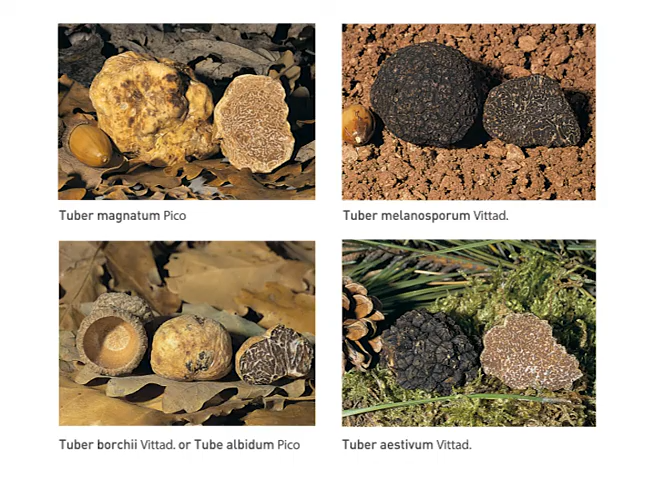 Tuber magnatum Pico
Tuber melanosporum Vittad.
Tuber borchii Vittad. or Tube albidum Pico
Tuber aestivum Vittad.